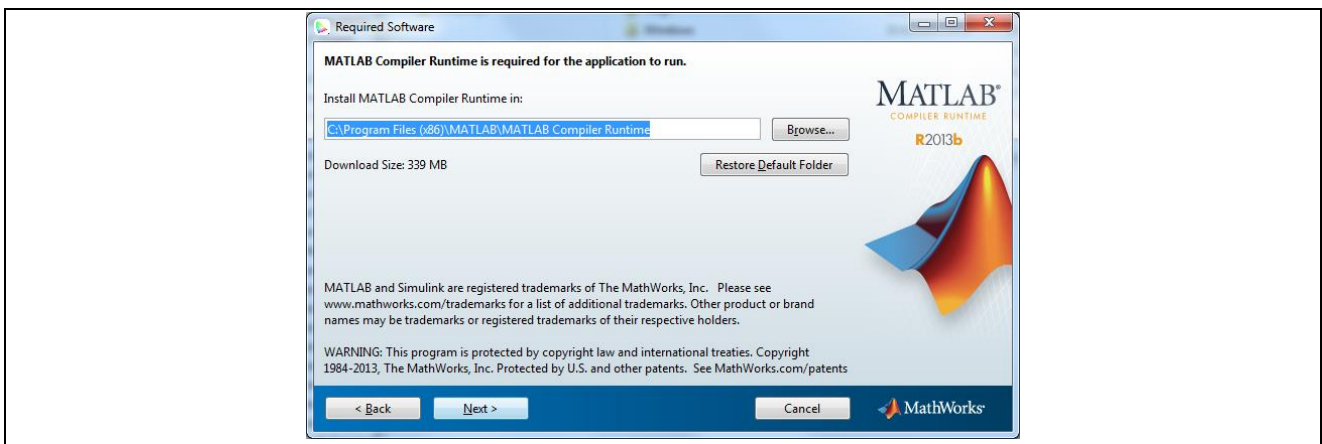 Required Software
MATLAB Compiler Runtime is required for the application to run.
Install MATLAB Compiler Runtime in:
C:\Program Files (x86)\MATLAB\MATLAB Compiler Runtime
Browse...
Download Size: 339 MB
Restore Default Folder
MATLAB®
COMPILER RUNTIME
R2013b
MATLAB and Simulink are registered trademarks of The MathWorks, Inc. Please see
www.mathworks.com/trademarks for a list of additional trademarks. Other product or brand
names may be trademarks or registered trademarks of their respective holders.
WARNING: This program is protected by copyright law and international treaties. Copyright
1984-2013, The MathWorks, Inc. Protected by U.S. and other patents. See MathWorks.com/patents
< Back
Next >
Cancel
MathWorks®